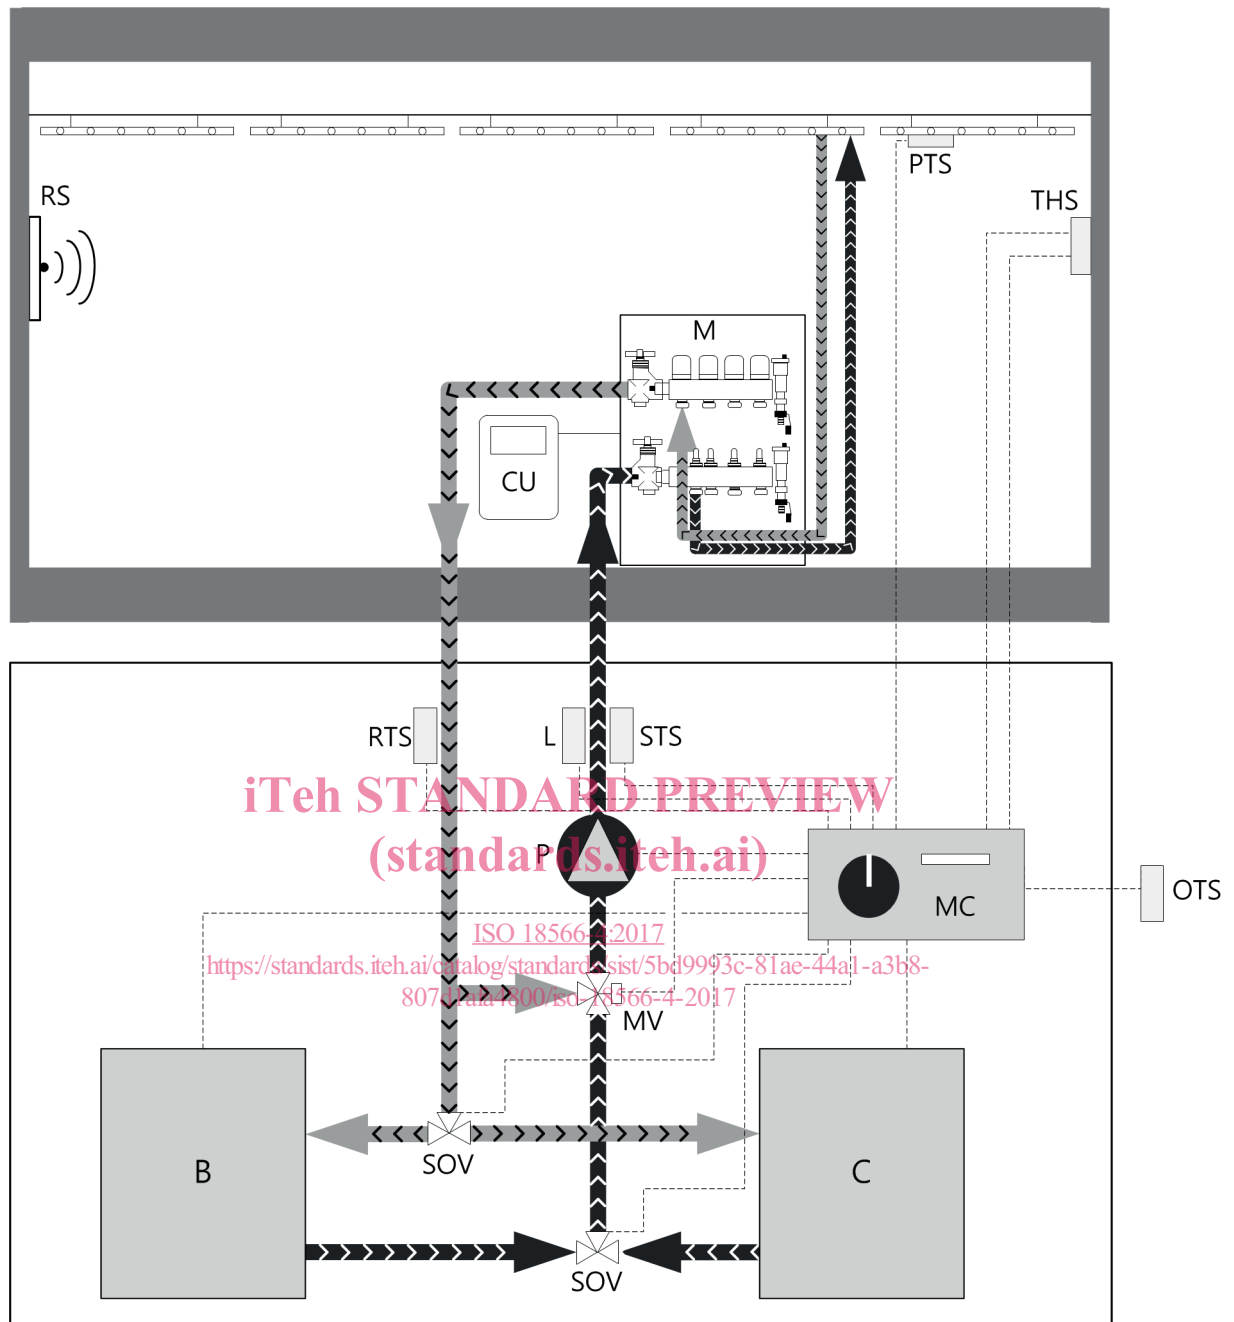 PTS
RS
THS
M
CU
RTS
L
STS
iTeh STANDARD PREVIEW
(standards.iteh.ai)
P
MC
OTS
ISO 18566-4:2017
https://standards.iteh.ai/catalog/standards/sist/5bd9993c-81ae-44a1-a3b8-
807d1afa4800/iso-18566-4-2017
MV
B
SOV
C
SOV